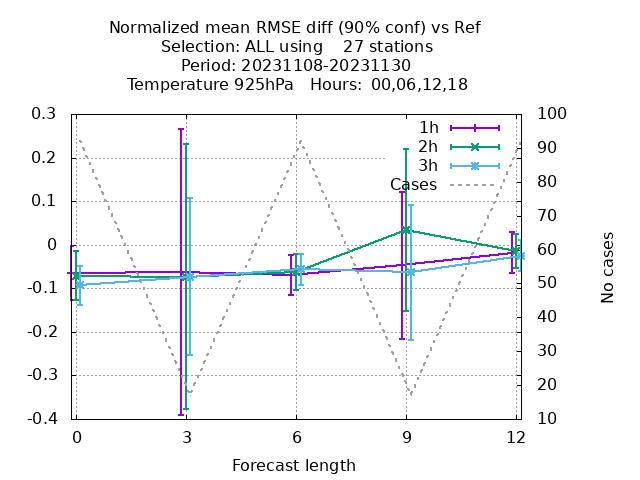 Normalized mean RMSE diff (90% conf) vs Ref
Selection: ALL using    27 stations
Period: 20231108-20231130
Temperature 925hPa   Hours:  00,06,12,18
0.3
0.2
0.1
0
-0.1
-0.2
-0.3
-0.4
100
90
80
70
60
50
40
30
20
10
No cases
1h
2h
3h
Cases
0 3 6 9 12
Forecast length